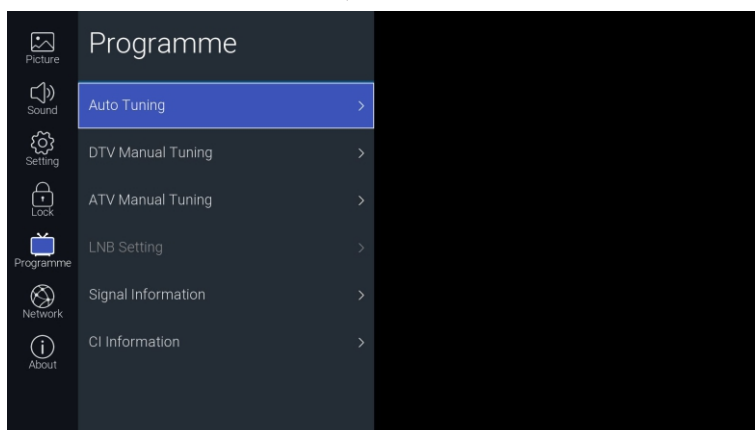 Programme
Picture
Sound
Setting
Lock
Programme
Network
About
Auto Tuning
DTV Manual Tuning
ATV Manual Tuning
LNB Setting
Signal Information
CI Information